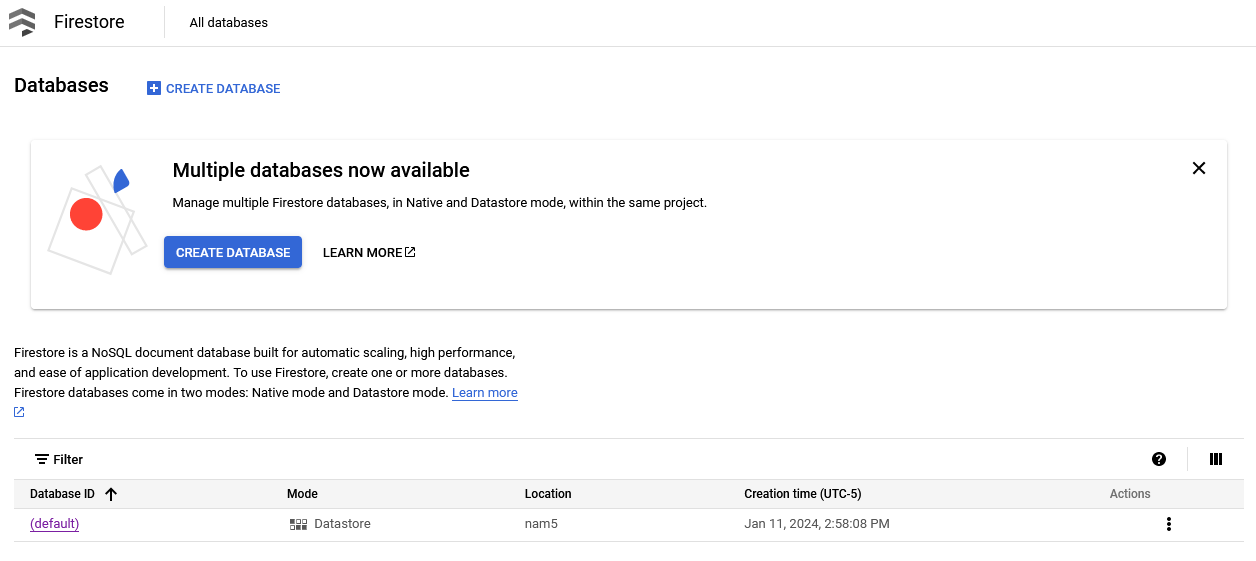 Firestore
All databases
Databases
CREATE DATABASE
Multiple databases now available
Manage multiple Firestore databases, in Native and Datastore mode, within the same project.
CREATE DATABASE
LEARN MORE
Firestore is a NoSQL document database built for automatic scaling, high performance,
and ease of application development. To use Firestore, create one or more databases.
Firestore databases come in two modes: Native mode and Datastore mode. Learn more
Filter
Database ID Mode Location Creation time (UTC-5) Actions
(default) Datastore nam5 Jan 11, 2024, 2:58:08 PM